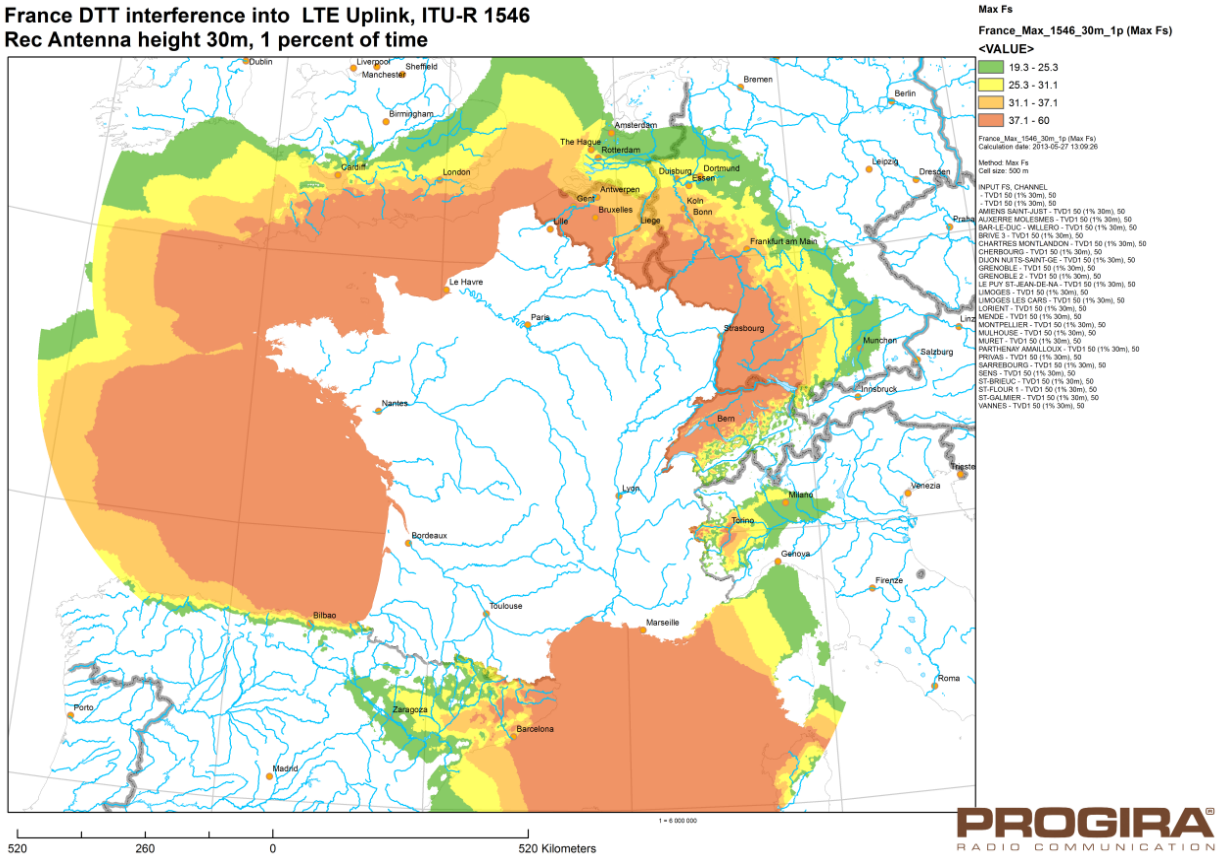 France DTT interference into LTE Uplink, ITU-R 1546
Rec Antenna height 30m, 1 percent of time
Max Fs
France_Max_1546_30m_1p (Max Fs)
<VALUE>
19.3 - 25.3
25.3 - 31.1
31.1 - 37.1
37.1 - 60
France_Max_1546_30m_1p (Max Fs)
Calculation date: 2013-05-27 13:09:26
Method: Max Fs
Cell size: 500 m
INPUT FS, CHANNEL
- TVD1 50 (1% 30m), 50
- TVD1 50 (1% 30m), 50
AMIENS SAINT-JUST - TVD1 50 (1% 30m), 50
AUXERRE MOLESMES - TVD1 50 (1% 30m), 50
BAR-LE-DUC - WILLERO - TVD1 50 (1% 30m), 50
BRIVE 3 - TVD1 50 (1% 30m), 50
CHARTRES MONTLANDON - TVD1 50 (1% 30m), 50
CHERBOURG - TVD1 50 (1% 30m), 50
DIJON NUITS-SAINT-GE - TVD1 50 (1% 30m), 50
GRENOBLE - TVD1 50 (1% 30m), 50
GRENOBLE 2 - TVD1 50 (1% 30m), 50
LE PUY ST-JEAN-DE-NA - TVD1 50 (1% 30m), 50
LIMOGES - TVD1 50 (1% 30m), 50
LIMOGES LES CARS - TVD1 50 (1% 30m), 50
LORIENT - TVD1 50 (1% 30m), 50
MENDE - TVD1 50 (1% 30m), 50
MONTPELLIER - TVD1 50 (1% 30m), 50
MULHOUSE - TVD1 50 (1% 30m), 50
MURET - TVD1 50 (1% 30m), 50
PARTHENAY AMAILLOUX - TVD1 50 (1% 30m), 50
PRIVAS - TVD1 50 (1% 30m), 50
SARREBOURG - TVD1 50 (1% 30m), 50
SENS - TVD1 50 (1% 30m), 50
ST-BRIEUC - TVD1 50 (1% 30m), 50
ST-FLOUR 1 - TVD1 50 (1% 30m), 50
ST-GALMIER - TVD1 50 (1% 30m), 50
VANNES - TVD1 50 (1% 30m), 50
Dublin
Liverpool
Sheffield
Manchester
Bremen
Berlin
Birmingham
Amsterdam
The Hague
Rotterdam
Leipzig
Cardiff
London
Duisburg
Dortmund
Essen
Dresden
Antwerpen
Gent
Koln
Bruxelles
Bonn
Lille
Liege
Praha
Frankfurt am Main
Le Havre
Paris
Strasbourg
Linz
Munchen
Salzburg
Innsbruck
Nantes
Bern
Trieste
Lyon
Venezia
Milano
Torino
Bordeaux
Genova
Firenze
Toulouse
Bilbao
Marseille
Roma
Porto
Zaragoza
Barcelona
Madrid
1 = 6 000 000
520
260
0
520 Kilometers
PROGIRA®
RADIO COMMUNICATION